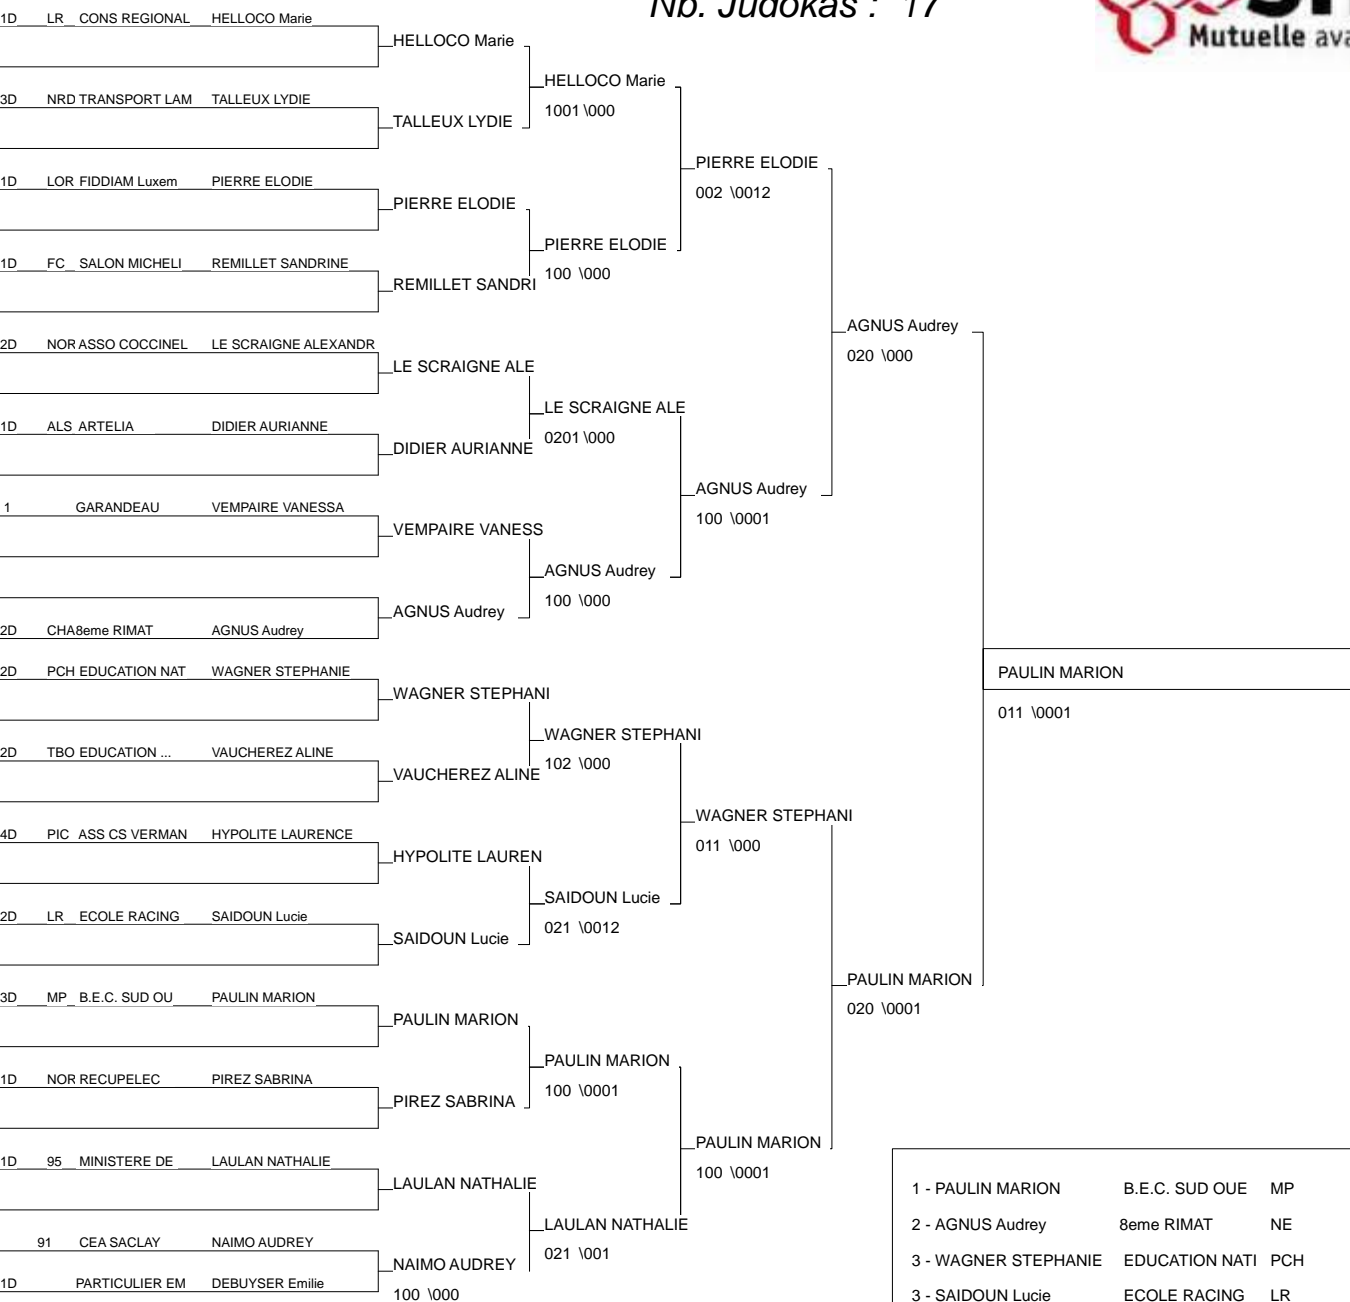 Nb. Judokas : 17
Mutuelle
1D LR CONS REGIONAL HELLOCO Marie
HELLOCO Marie
HELLOCO Marie
1001 \000
3D NRD TRANSPORT LAM TALLEUX LYDIE
TALLEUX LYDIE
PIERRE ELODIE
002 \0012
1D LOR FIDDIAM Luxem PIERRE ELODIE
PIERRE ELODIE
PIERRE ELODIE
100 \000
1D FC SALON MICHELI REMILLET SANDRINE
REMILLET SANDRI
AGNUS Audrey
020 \000
2D NOR ASSO COCCINEL LE SCRAIGNE ALEXANDR
LE SCRAIGNE ALE
LE SCRAIGNE ALE
0201 \000
1D ALS ARTELIA DIDIER AURIANNE
DIDIER AURIANNE
AGNUS Audrey
100 \0001
1 GARANDEAU VEMPAIRE VANESSA
VEMPAIRE VANESS
AGNUS Audrey
100 \000
AGNUS Audrey
2D CHA8eme RIMAT AGNUS Audrey
2D PCH EDUCATION NAT WAGNER STEPHANIE
PAULIN MARION
011 \0001
WAGNER STEPHANI
WAGNER STEPHANI
102 \000
2D TBO EDUCATION ... VAUCHEREZ ALINE
VAUCHEREZ ALINE
WAGNER STEPHANI
011 \000
4D PIC ASS CS VERMAN HYPOLITE LAURENCE
HYPOLITE LAUREN
SAIDOUN Lucie
021 \0012
2D LR ECOLE RACING SAIDOUN Lucie
SAIDOUN Lucie
PAULIN MARION
020 \0001
3D MP B.E.C. SUD OU PAULIN MARION
PAULIN MARION
PAULIN MARION
100 \0001
1D NOR RECUPELEC PIREZ SABRINA
PIREZ SABRINA
PAULIN MARION
100 \0001
1D 95 MINISTERE DE LAULAN NATHALIE
LAULAN NATHALIE
LAULAN NATHALIE
021 \001
91 CEA SACLAY NAIMO AUDREY
NAIMO AUDREY
1D PARTICULIER EM DEBUYSER Emilie
100 \000
1 - PAULIN MARION B.E.C. SUD OUE MP
2 - AGNUS Audrey 8eme RIMAT NE
3 - WAGNER STEPHANIE EDUCATION NATI PCH
3 - SAIDOUN Lucie ECOLE RACING LR